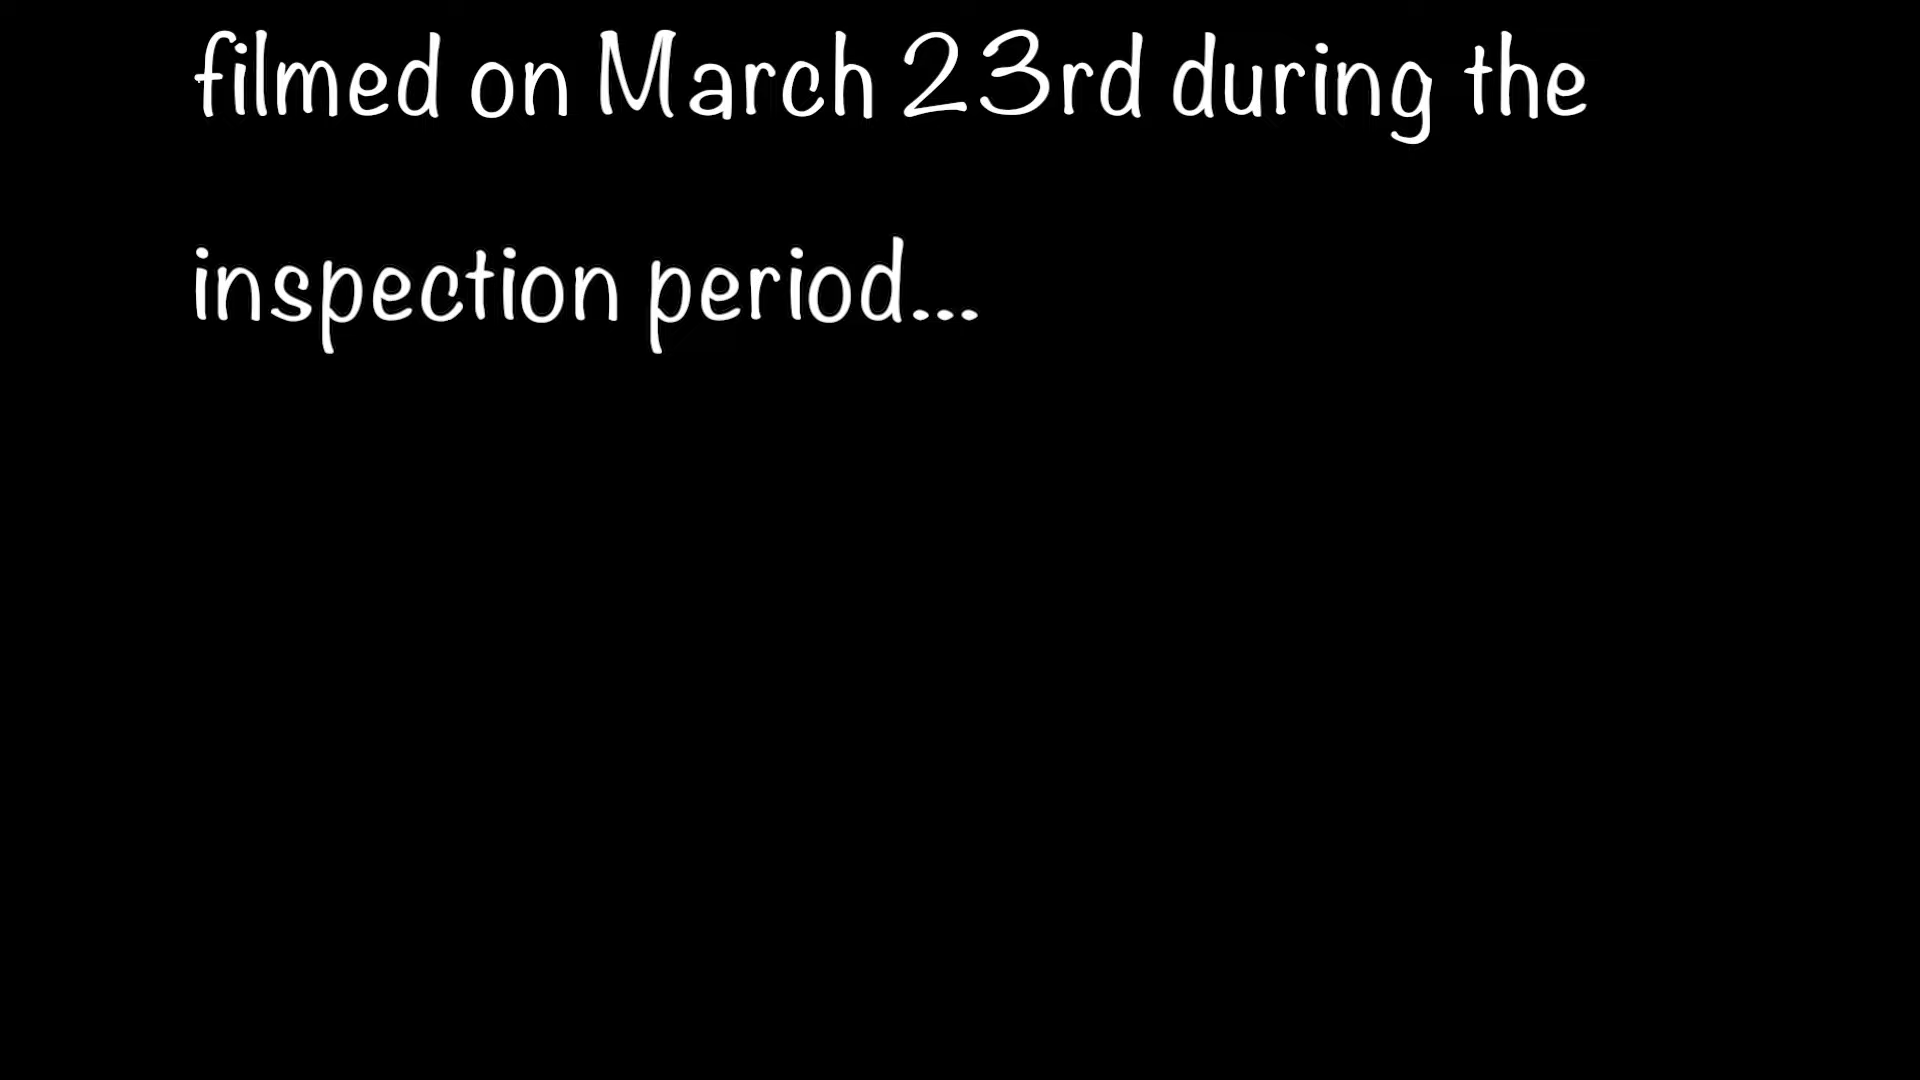 filmed on March 23rd during the
inspection period...